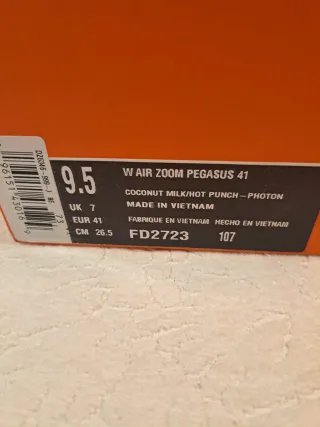 9.5
W AIR ZOOM PEGASUS 41
COCONUT MILK/HOT PUNCH-PHOTON
UK 7
MADE IN VIETNAM
EUR 41
FABRIQUE EN VIETNAM HECHO EN VIETNAM
CM 26.5
FD2723 107